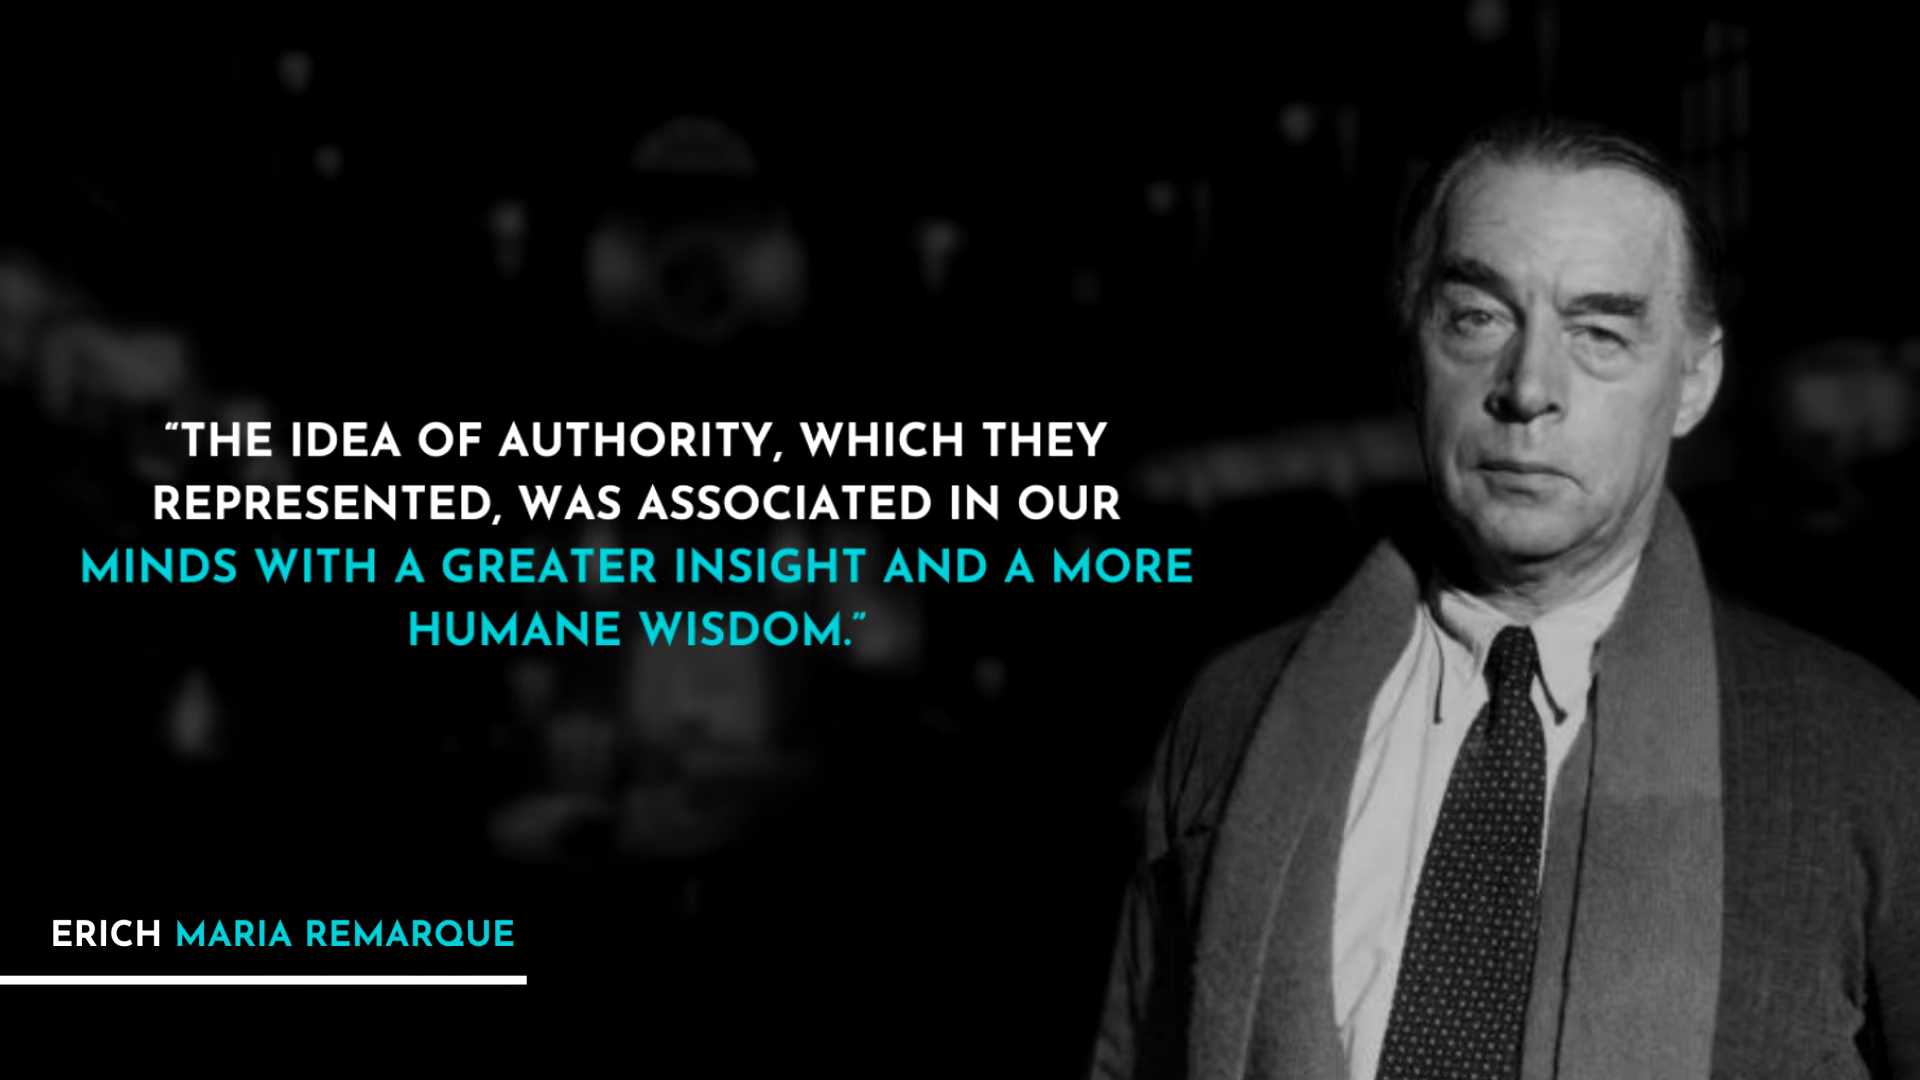 “THE IDEA OF AUTHORITY, WHICH THEY
REPRESENTED, WAS ASSOCIATED IN OUR
MINDS WITH A GREATER INSIGHT AND A MORE
HUMANE WISDOM.”
ERICH MARIA REMARQUE